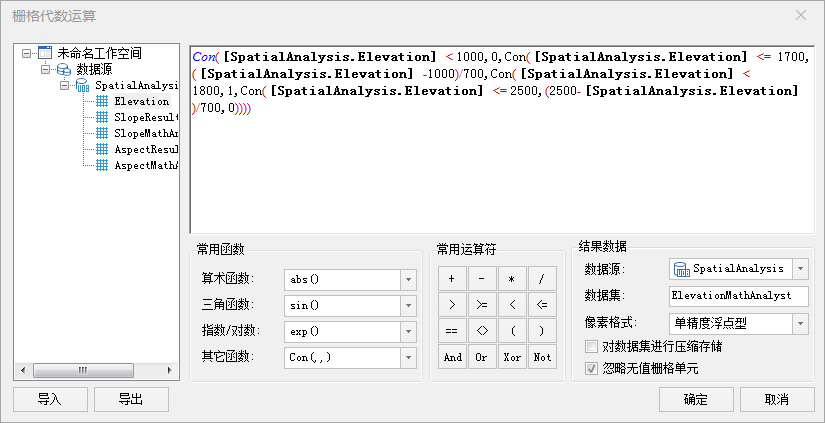 栅格代数运算
未命名工作空间
数据源
SpatialAnalysi
Elevation
SlopeResult
SlopeMathAn
AspectResul
AspectMathA
Con( [SpatialAnalysis.Elevation] <1000,0,Con( [SpatialAnalysis.Elevation] <= 1700,
( [SpatialAnalysis.Elevation] -1000)/700,Con( [SpatialAnalysis.Elevation] <
1800,1,Con( [SpatialAnalysis.Elevation] <=2500,(2500- [SpatialAnalysis.Elevation]
)/700,0))))
常用函数
算术函数: abs()
三角函数: sin()
指数/对数: exp()
其它函数: Con(,,)
常用运算符
+ - * /
> >= < <=
== <> ( )
And Or Xor Not
结果数据
数据源: SpatialAnalysis
数据集: ElevationMathAnalyst
像素格式: 单精度浮点型
对数据集进行压缩存储
忽略无值栅格单元
导入 导出 确定 取消